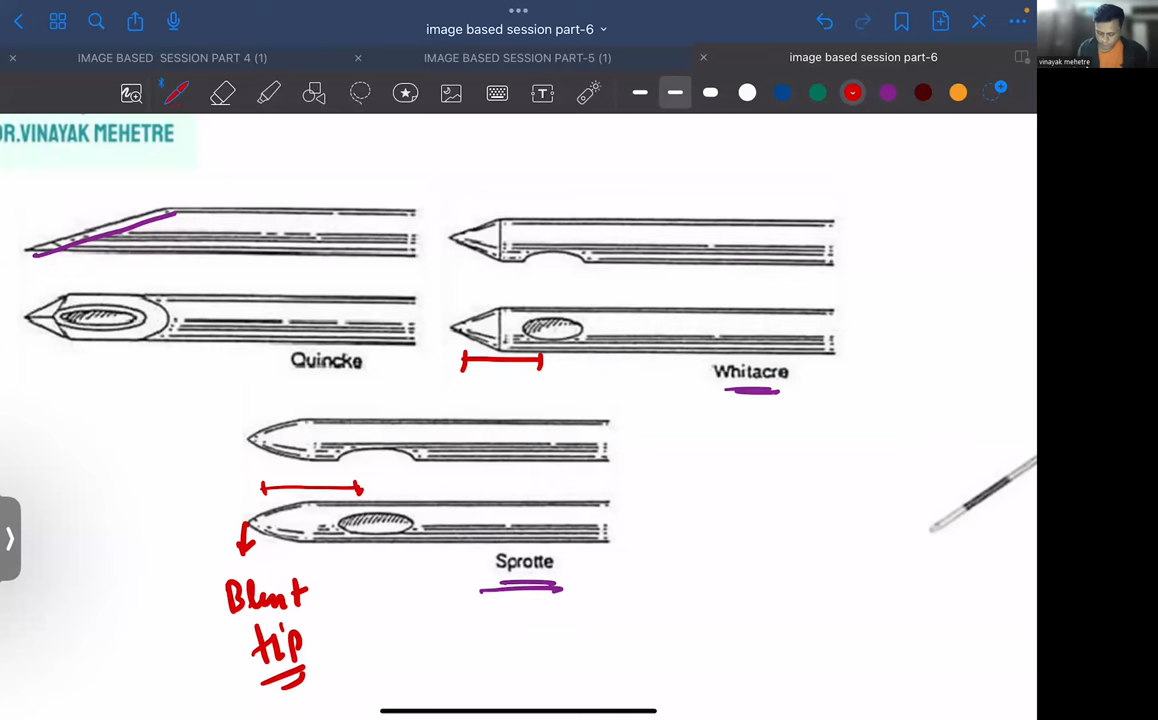 image based session part-6
IMAGE BASED SESSION PART 4 (1)
IMAGE BASED SESSION PART-5 (1)
image based session part-6
vinayak mehetre
DR.VINAYAK MEHETRE
Quincke
Whitacre
Sprotte
Blunt
tip